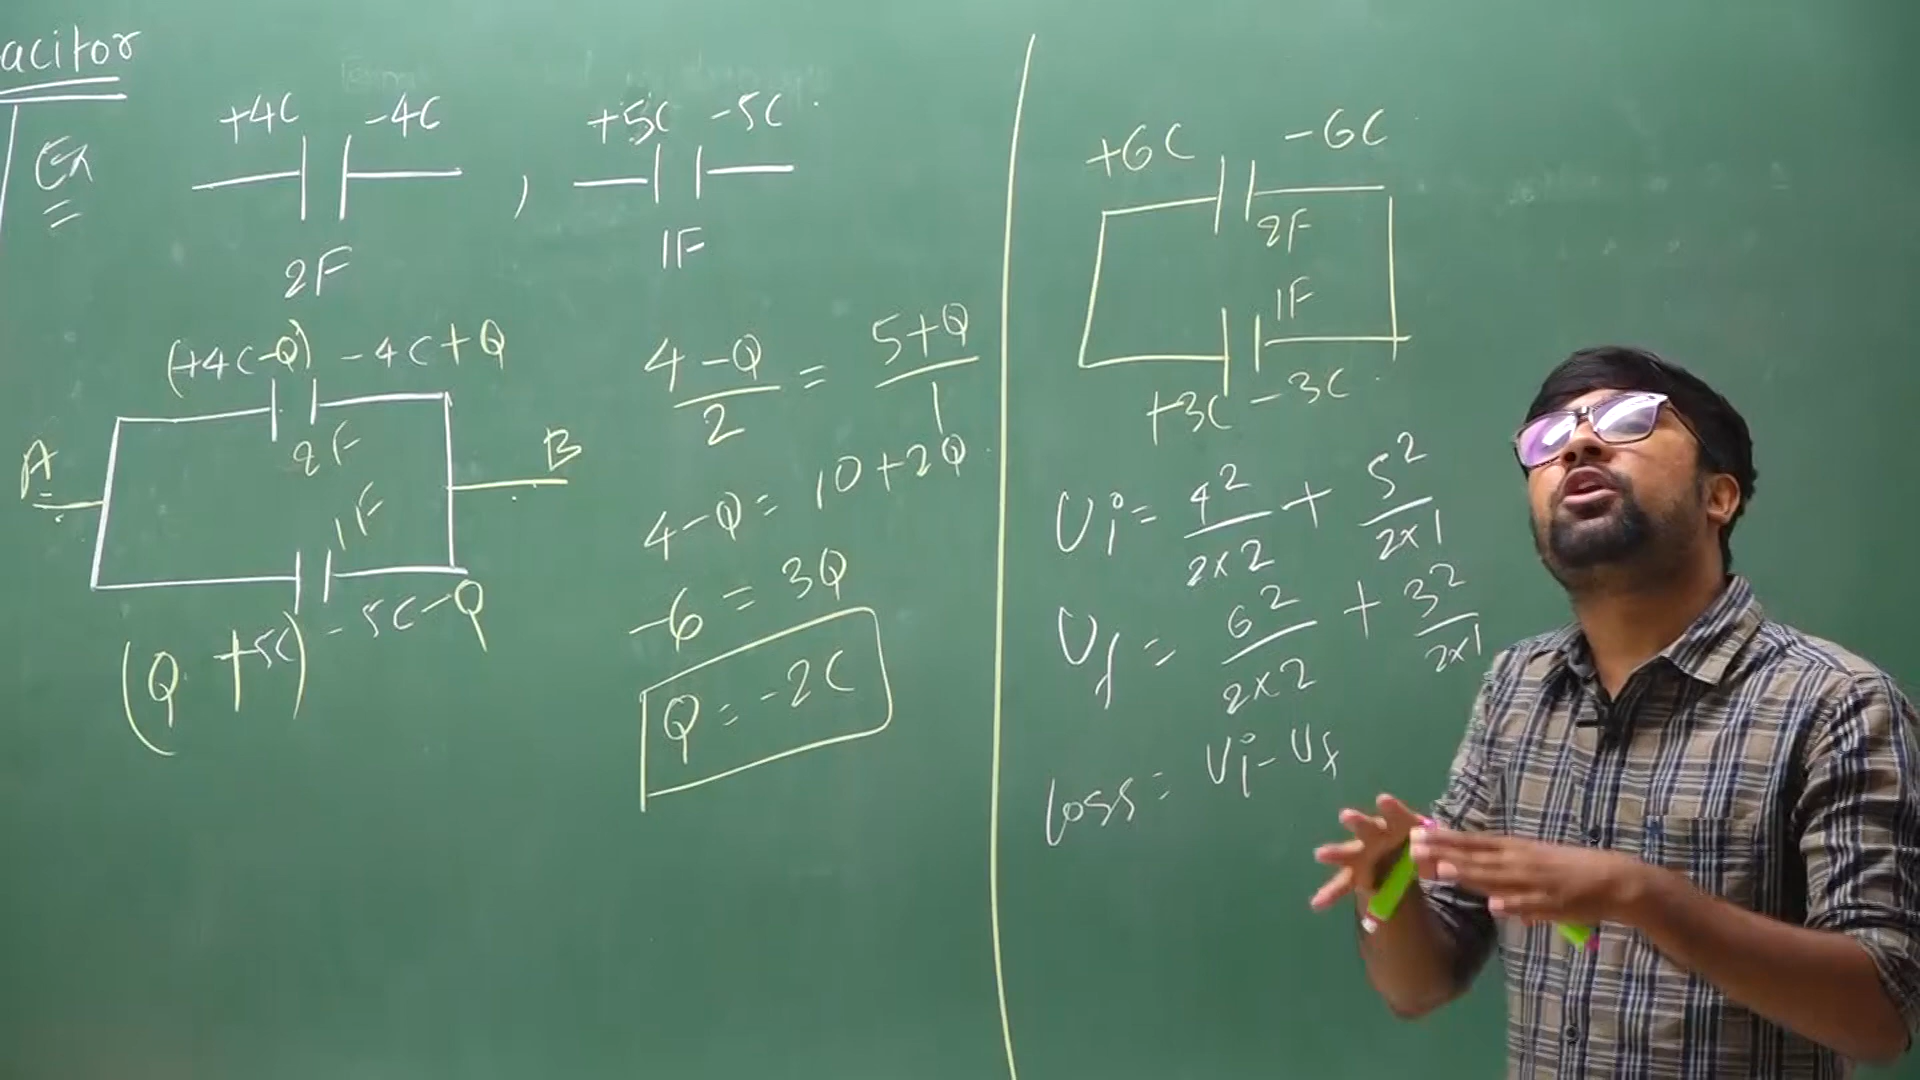 acitor
Ex
+4C -4C , +5C -5C
2F 1F
(+4C-Q) -4C+Q
2F
A B
1F
(Q +5C) -5C-Q
4-Q/2 = 5+Q/1
4-Q = 10+2Q
-6 = 3Q
Q = -2C
+6C -6C
2F
1F
+3C -3C
Ui = 4²/2×2 + 5²/2×1
Uf = 6²/2×2 + 3²/2×1
loss = Ui-Uf